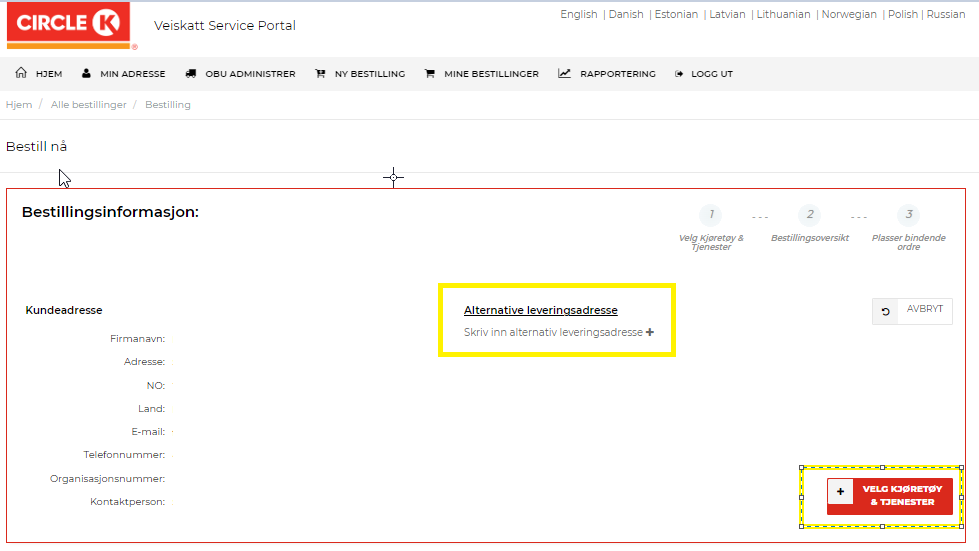 CIRCLE K
®
Veiskatt Service Portal
English | Danish | Estonian | Latvian | Lithuanian | Norwegian | Polish | Russian
HJEM MIN ADRESSE OBU ADMINISTRER NY BESTILLING MINE BESTILLINGER RAPPORTERING LOGG UT
Hjem / Alle bestillinger / Bestilling
Bestill nå
Bestillingsinformasjon:
1 --- 2 --- 3
Velg Kjøretøy & Bestillingsoversikt Plasser bindende
Tjenester ordre
Kundeadresse
Firmanavn:
Adresse:
NO:
Land:
E-mail:
Telefonnummer:
Organisasjonsnummer:
Kontaktperson:
Alternative leveringsadresse
Skriv inn alternativ leveringsadresse +
AVBRYT
+ VELG KJØRETØY
& TJENESTER